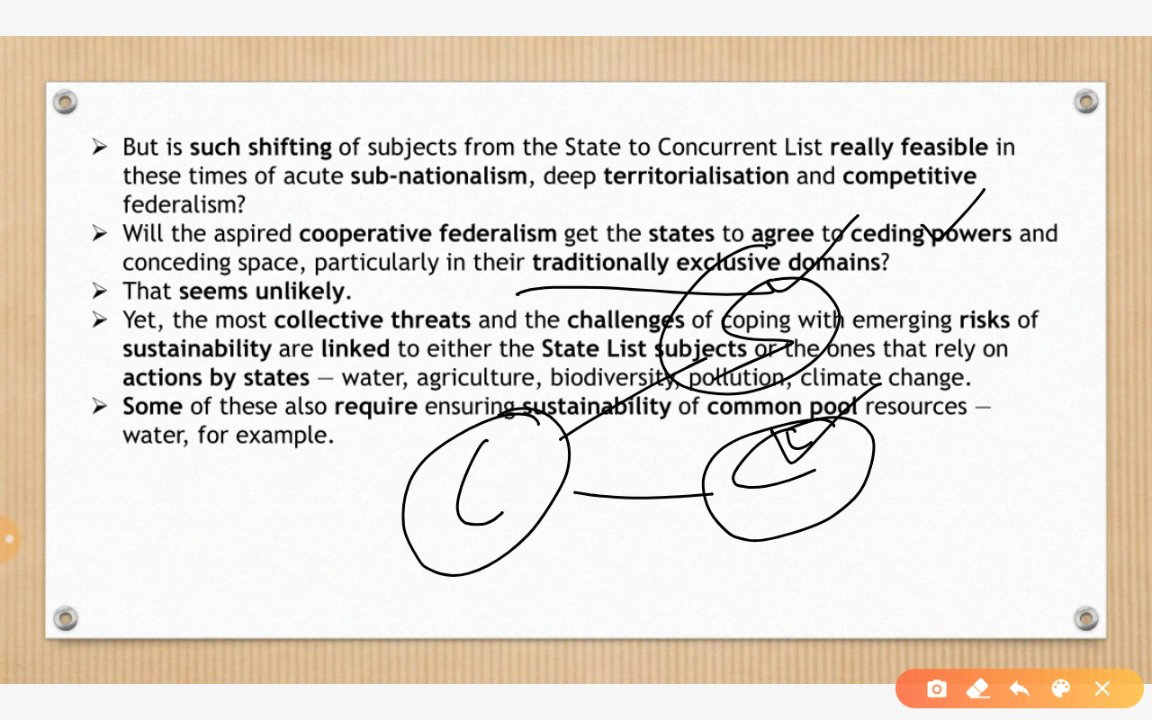 ➤ But is such shifting of subjects from the State to Concurrent List really feasible in
these times of acute sub-nationalism, deep territorialisation and competitive
federalism?
➤ Will the aspired cooperative federalism get the states to agree to ceding powers and
conceding space, particularly in their traditionally exclusive domains?
➤ That seems unlikely.
➤ Yet, the most collective threats and the challenges of coping with emerging risks of
sustainability are linked to either the State List subjects or the ones that rely on
actions by states — water, agriculture, biodiversity, pollution, climate change.
➤ Some of these also require ensuring sustainability of common pool resources —
water, for example.